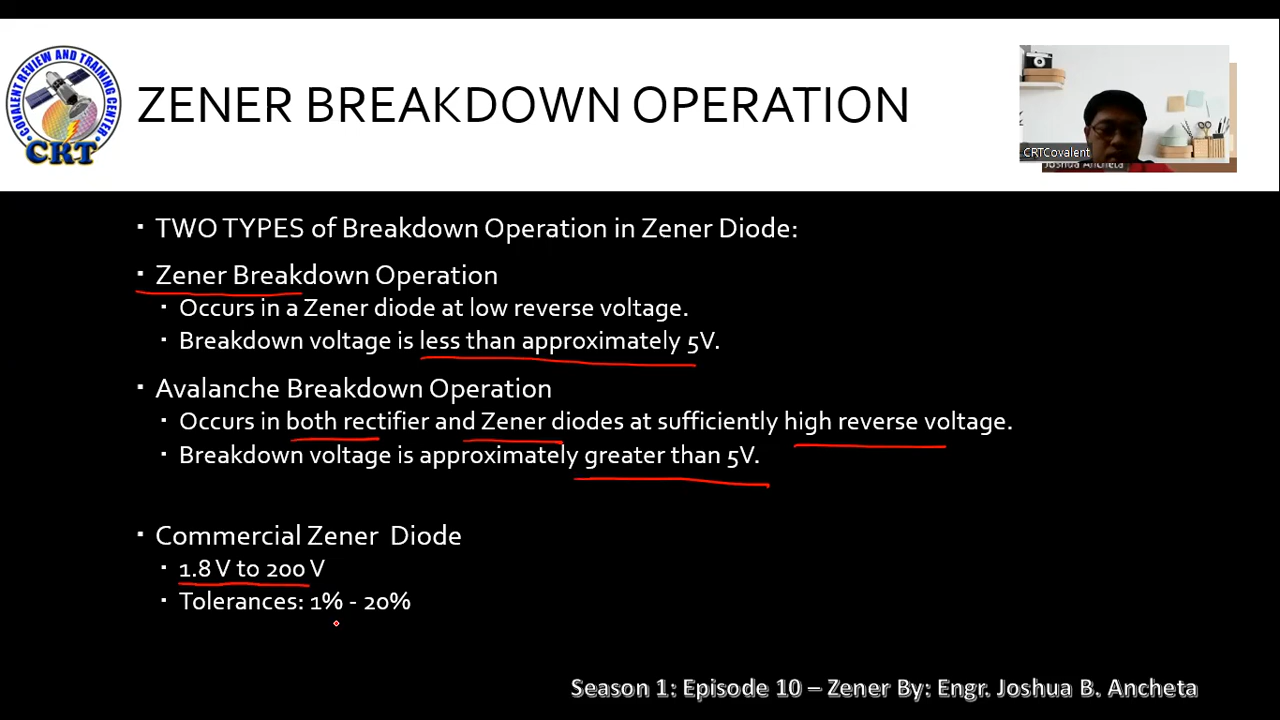 COVALENT REVIEW AND TRAINING CENTER
CRT
ZENER BREAKDOWN OPERATION
CRTCovalent
Joshua Ancheta
▪ TWO TYPES of Breakdown Operation in Zener Diode:
▪ Zener Breakdown Operation
▪ Occurs in a Zener diode at low reverse voltage.
▪ Breakdown voltage is less than approximately 5V.
▪ Avalanche Breakdown Operation
▪ Occurs in both rectifier and Zener diodes at sufficiently high reverse voltage.
▪ Breakdown voltage is approximately greater than 5V.
▪ Commercial Zener Diode
▪ 1.8 V to 200 V
▪ Tolerances: 1% - 20%
Season 1: Episode 10 – Zener By: Engr. Joshua B. Ancheta